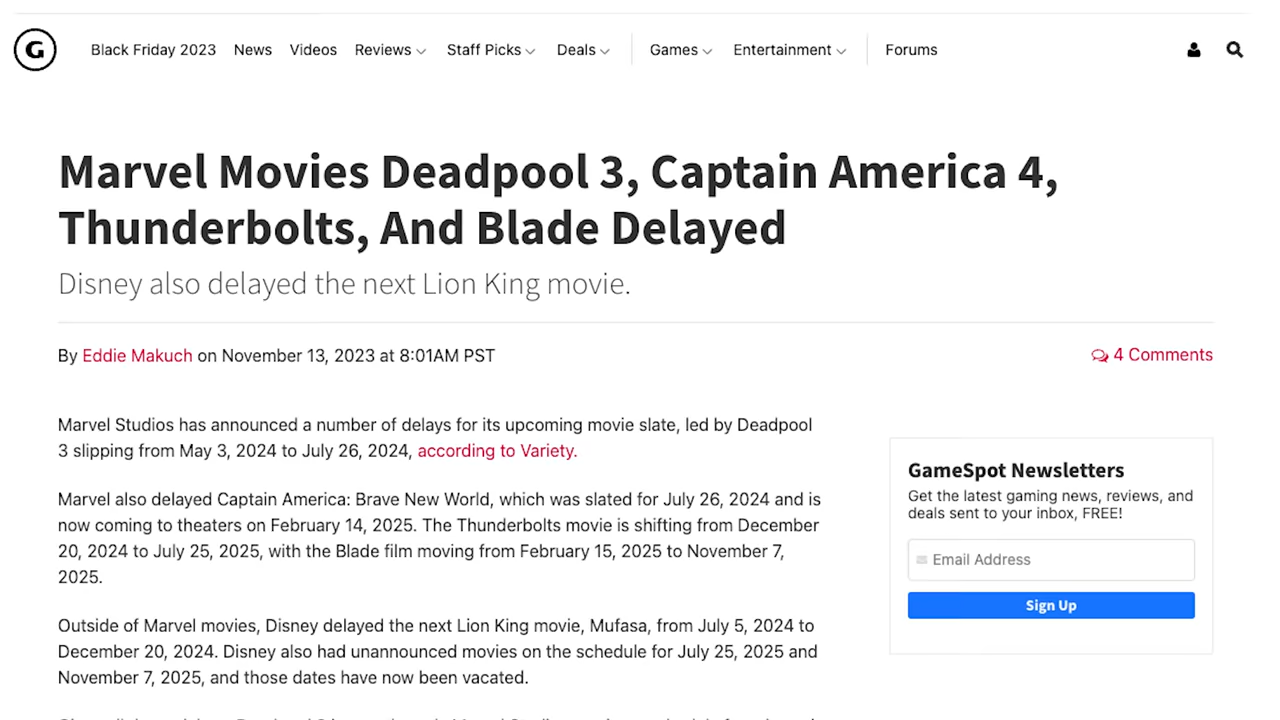 G
Black Friday 2023 News Videos Reviews Staff Picks Deals Games Entertainment Forums
Marvel Movies Deadpool 3, Captain America 4,
Thunderbolts, And Blade Delayed
Disney also delayed the next Lion King movie.
By Eddie Makuch on November 13, 2023 at 8:01AM PST
4 Comments
Marvel Studios has announced a number of delays for its upcoming movie slate, led by Deadpool
3 slipping from May 3, 2024 to July 26, 2024, according to Variety.
Marvel also delayed Captain America: Brave New World, which was slated for July 26, 2024 and is
now coming to theaters on February 14, 2025. The Thunderbolts movie is shifting from December
20, 2024 to July 25, 2025, with the Blade film moving from February 15, 2025 to November 7,
2025.
Outside of Marvel movies, Disney delayed the next Lion King movie, Mufasa, from July 5, 2024 to
December 20, 2024. Disney also had unannounced movies on the schedule for July 25, 2025 and
November 7, 2025, and those dates have now been vacated.
GameSpot Newsletters
Get the latest gaming news, reviews, and
deals sent to your inbox, FREE!
Email Address
Sign Up